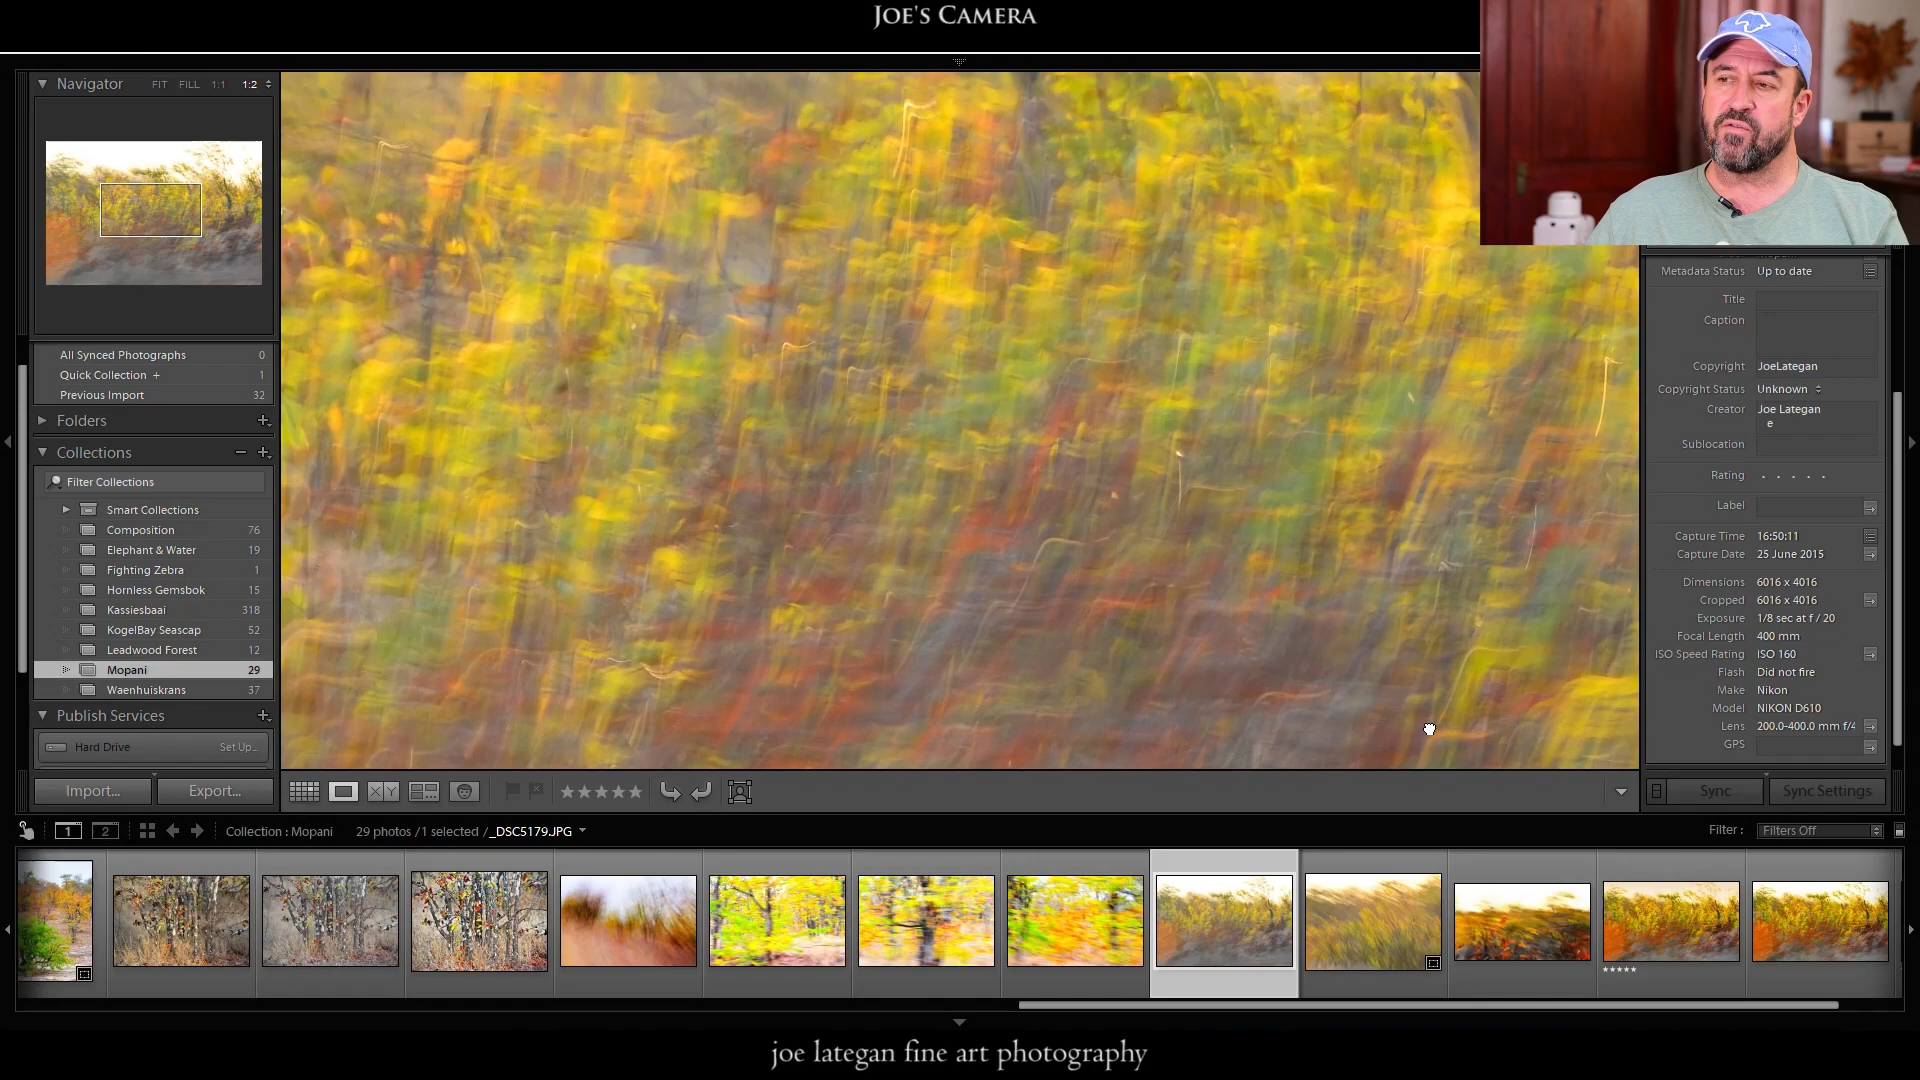 JOE'S CAMERA
Navigator FIT FILL 1:1 1:2
All Synced Photographs 0
Quick Collection + 1
Previous Import 32
Folders
Collections
Filter Collections
Smart Collections
Composition 76
Elephant & Water 19
Fighting Zebra 1
Hornless Gemsbok 15
Kassiesbaai 318
KogelBay Seascap 52
Leadwood Forest 12
Mopani 29
Waenhuiskrans 37
Publish Services
Hard Drive Set Up...
Import... Export...
Metadata Status Up to date
Title
Caption
Copyright JoeLategan
Copyright Status Unknown
Creator Joe Lategan
e
Sublocation
Rating
Label
Capture Time 16:50:11
Capture Date 25 June 2015
Dimensions 6016 x 4016
Cropped 6016 x 4016
Exposure 1/8 sec at f / 20
Focal Length 400 mm
ISO Speed Rating ISO 160
Flash Did not fire
Make Nikon
Model NIKON D610
Lens 200.0-400.0 mm f/4
GPS
Sync Sync Settings
X Y
1 2 Collection : Mopani 29 photos / 1 selected / _DSC5179.JPG Filter : Filters Off
joe lategan fine art photography